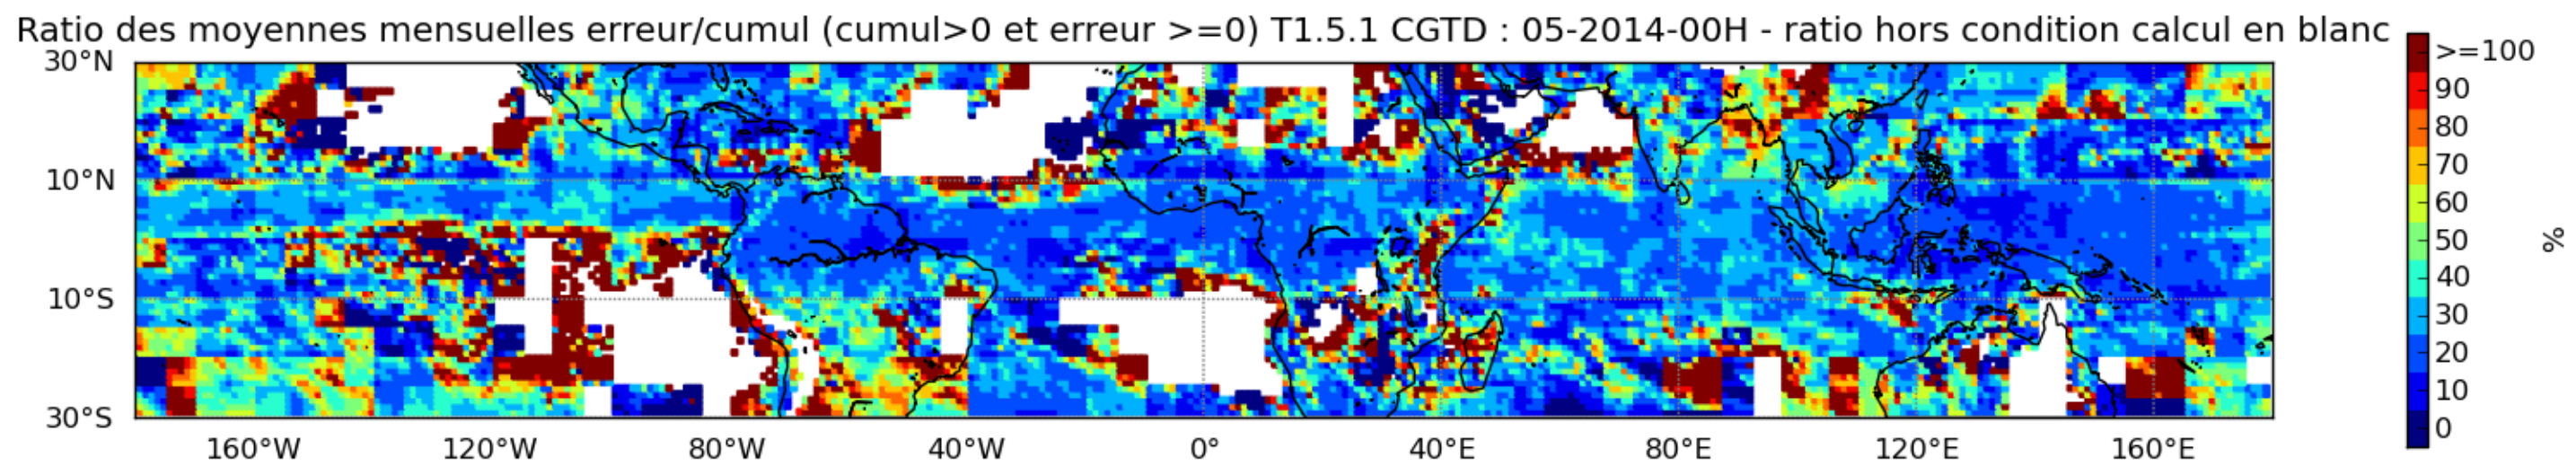 Ratio des moyennes mensuelles erreur/cumul (cumul>0 et erreur >=0) T1.5.1 CGTD : 05-2014-00H - ratio hors condition calcul en blanc
30°N
10°N
10°S
30°S
160°W 120°W 80°W 40°W 0° 40°E 80°E 120°E 160°E
>=100
90
80
70
60
50
40
30
20
10
0
%